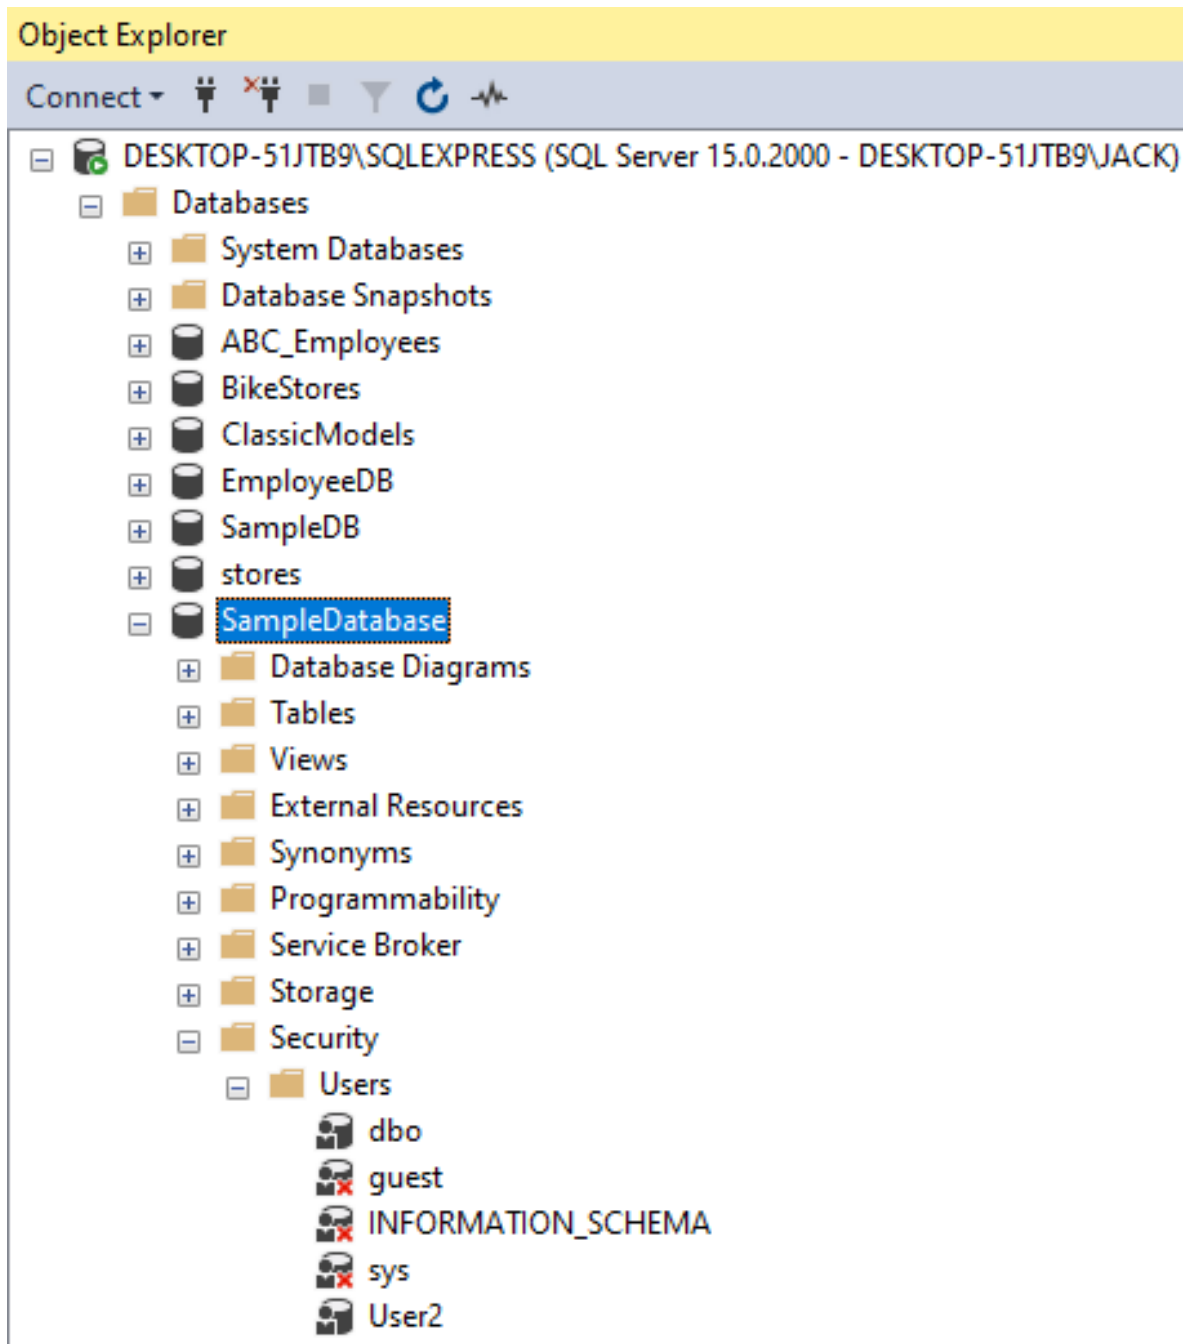 Object Explorer
Connect
DESKTOP-51JTB9\SQLEXPRESS (SQL Server 15.0.2000 - DESKTOP-51JTB9\JACK)
Databases
System Databases
Database Snapshots
ABC_Employees
BikeStores
ClassicModels
EmployeeDB
SampleDB
stores
SampleDatabase
Database Diagrams
Tables
Views
External Resources
Synonyms
Programmability
Service Broker
Storage
Security
Users
dbo
guest
INFORMATION_SCHEMA
sys
User2